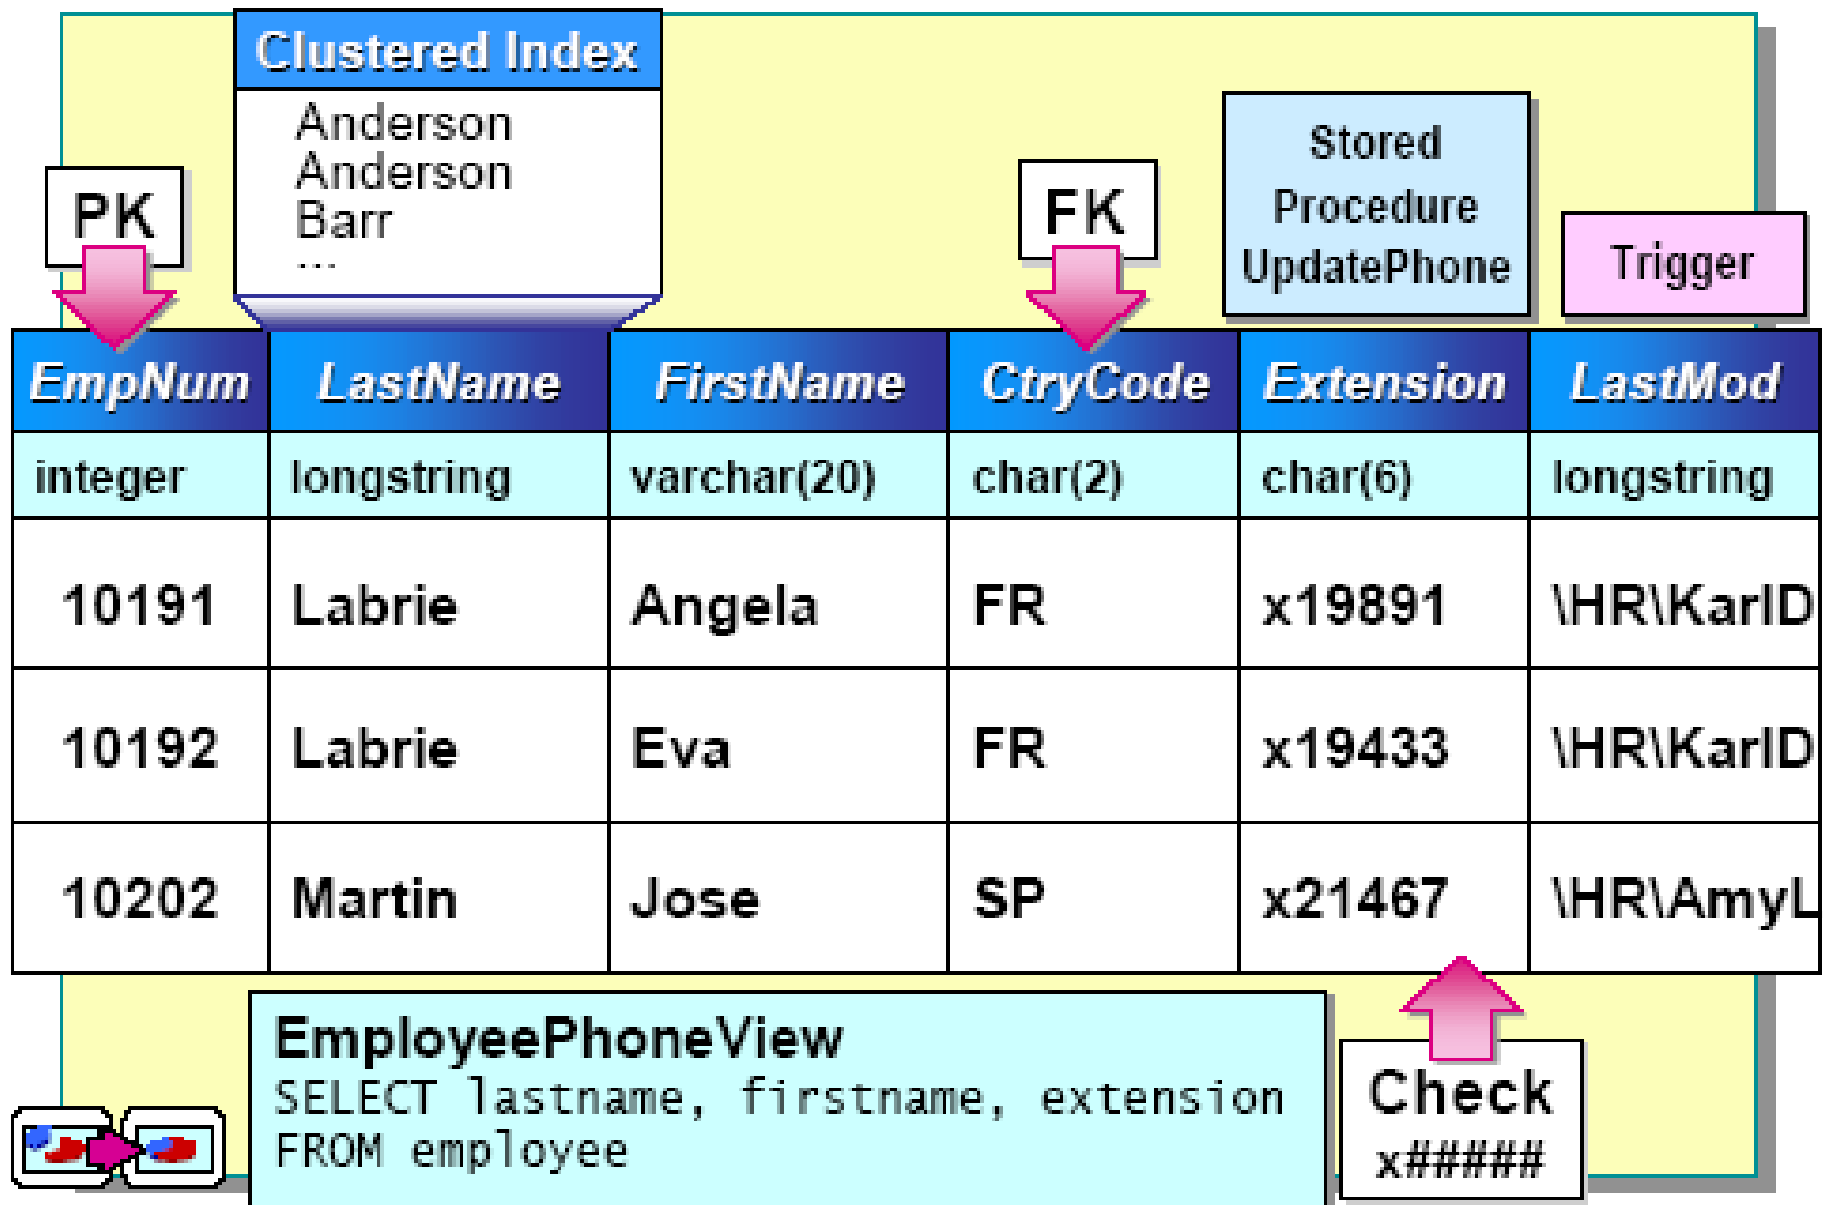 Clustered Index
Anderson
Anderson
Barr
...
PK
FK
Stored
Procedure
UpdatePhone
Trigger
EmpNum LastName FirstName CtryCode Extension LastMod
integer longstring varchar(20) char(2) char(6) longstring
10191 Labrie Angela FR x19891 \HR\KarlD
10192 Labrie Eva FR x19433 \HR\KarlD
10202 Martin Jose SP x21467 \HR\AmyL
EmployeePhoneView
SELECT lastname, firstname, extension
FROM employee
Check
x#####